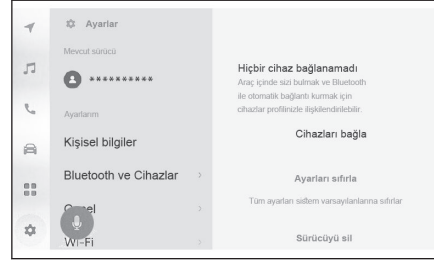 Ayarlar
Mevcut sürücü
**********
Ayarlarım
Kişisel bilgiler
Bluetooth ve Cihazlar
Genel
Wi-Fi
Hiçbir cihaz bağlanamadı
Araç içinde sizi bulmak ve Bluetooth
ile otomatik bağlantı kurmak için
cihazlar profilinizle ilişkilendirilebilir.
Cihazları bağla
Ayarları sıfırla
Tüm ayarları sistem varsayılanlarına sıfırlar
Sürücüyü sil